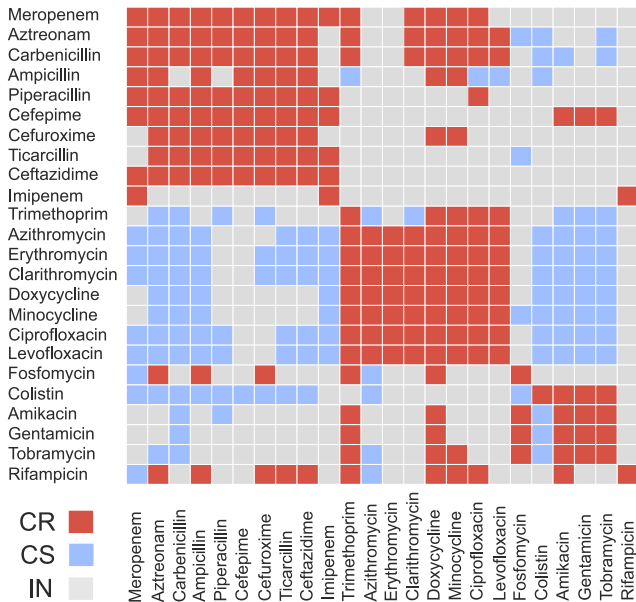 Meropenem
Aztreonam
Carbenicillin
Ampicillin
Piperacillin
Cefepime
Cefuroxime
Ticarcillin
Ceftazidime
Imipenem
Trimethoprim
Azithromycin
Erythromycin
Clarithromycin
Doxycycline
Minocycline
Ciprofloxacin
Levofloxacin
Fosfomycin
Colistin
Amikacin
Gentamicin
Tobramycin
Rifampicin
CR
CS
IN
Meropenem
Aztreonam
Carbenicillin
Ampicillin
Piperacillin
Cefepime
Cefuroxime
Ticarcillin
Ceftazidime
Imipenem
Trimethoprim
Azithromycin
Erythromycin
Clarithromycin
Doxycycline
Minocycline
Ciprofloxacin
Levofloxacin
Fosfomycin
Colistin
Amikacin
Gentamicin
Tobramycin
Rifampicin